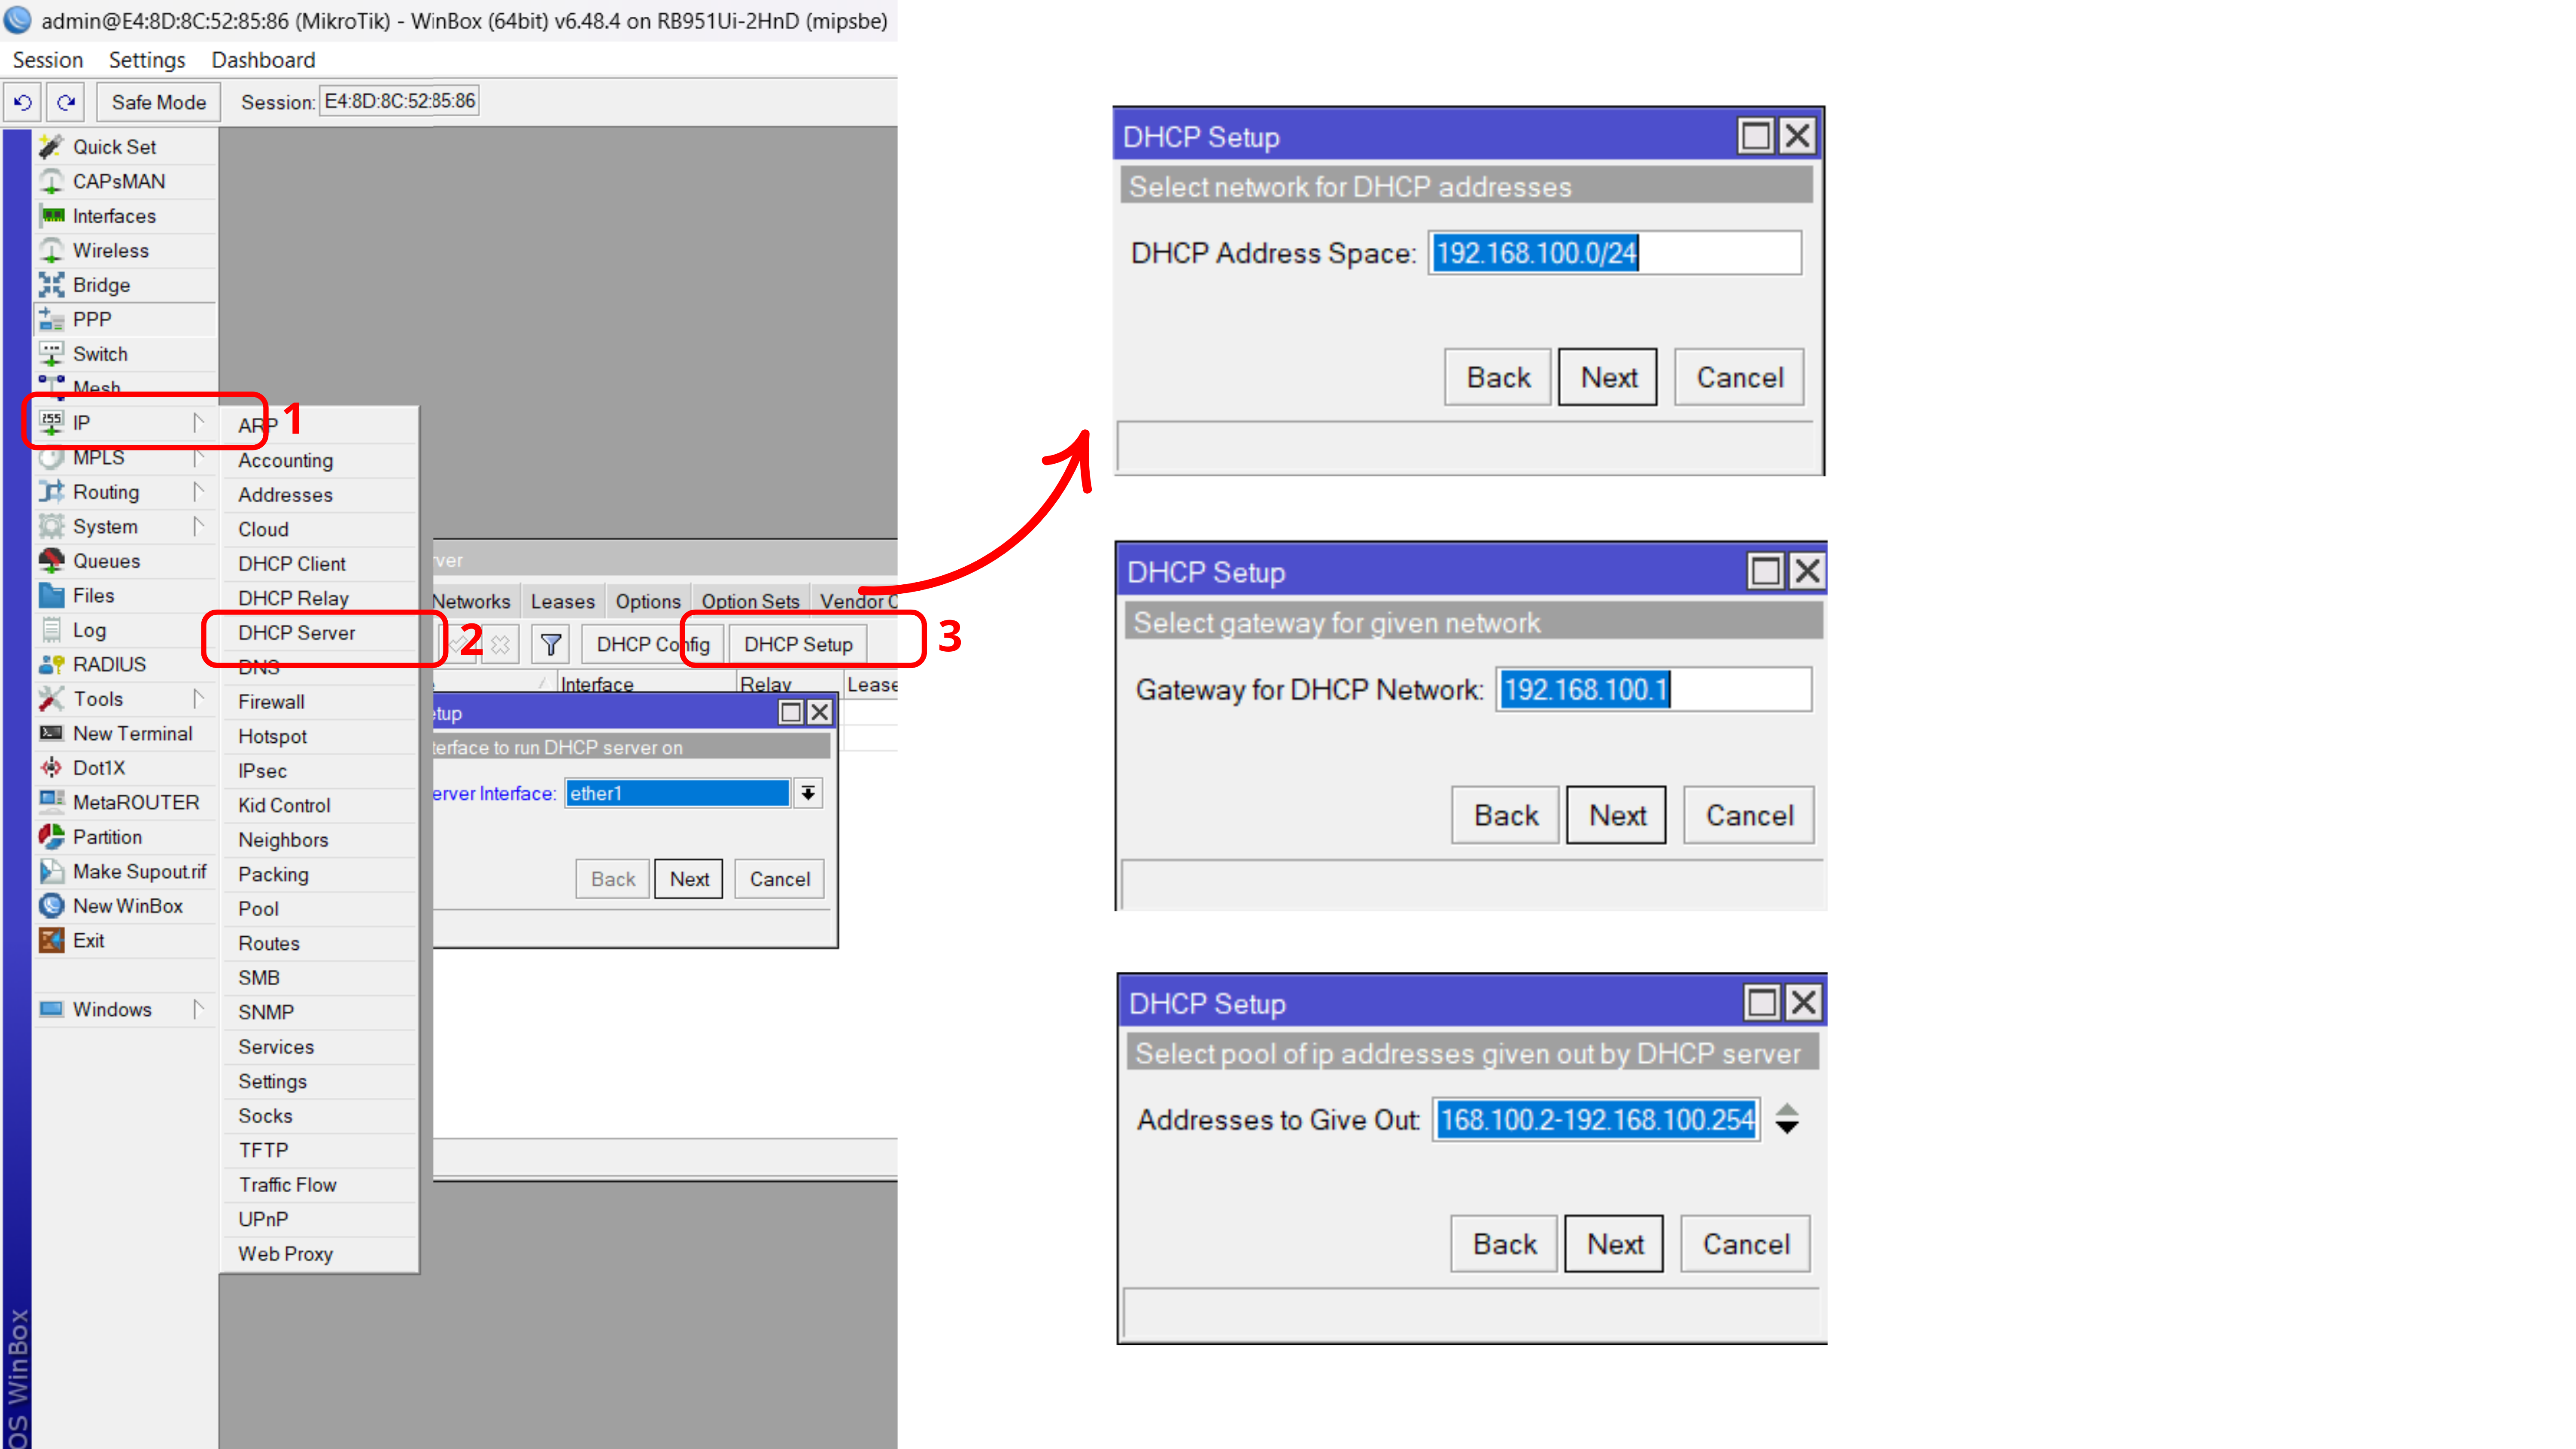 admin@E4:8D:8C:52:85:86 (MikroTik) - WinBox (64bit) v6.48.4 on RB951Ui-2HnD (mipsbe)
Session Settings Dashboard
Safe Mode Session: E4:8D:8C:52:85:86
Quick Set
CAPsMAN
Interfaces
Wireless
Bridge
PPP
Switch
Mesh
IP
MPLS
Routing
System
Queues
Files
Log
RADIUS
Tools
New Terminal
Dot1X
MetaROUTER
Partition
Make Supout.rif
New WinBox
Exit
Windows
OS WinBox
1
ARP
Accounting
Addresses
Cloud
DHCP Client
DHCP Relay
DHCP Server
DNS
Firewall
Hotspot
IPsec
Kid Control
Neighbors
Packing
Pool
Routes
SMB
SNMP
Services
Settings
Socks
TFTP
Traffic Flow
UPnP
Web Proxy
2
rver
Networks Leases Options Option Sets Vendor C
DHCP Config DHCP Setup
3
Interface Relay Lease
etup
terface to run DHCP server on
erver Interface: ether1
Back Next Cancel
DHCP Setup
Select network for DHCP addresses
DHCP Address Space: 192.168.100.0/24
Back Next Cancel
DHCP Setup
Select gateway for given network
Gateway for DHCP Network: 192.168.100.1
Back Next Cancel
DHCP Setup
Select pool of ip addresses given out by DHCP server
Addresses to Give Out: 168.100.2-192.168.100.254
Back Next Cancel